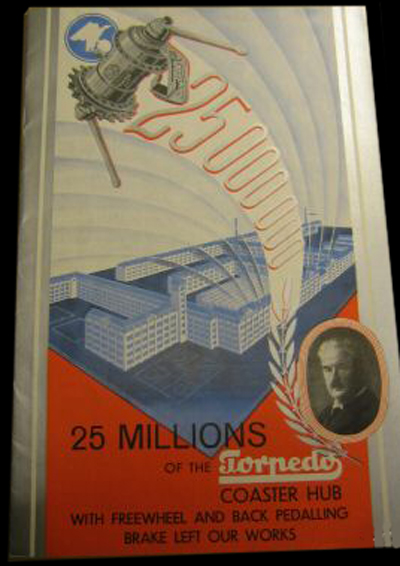 25000000
25 MILLIONS
OF THE Torpedo
COASTER HUB
WITH FREEWHEEL AND BACK PEDALLING
BRAKE LEFT OUR WORKS